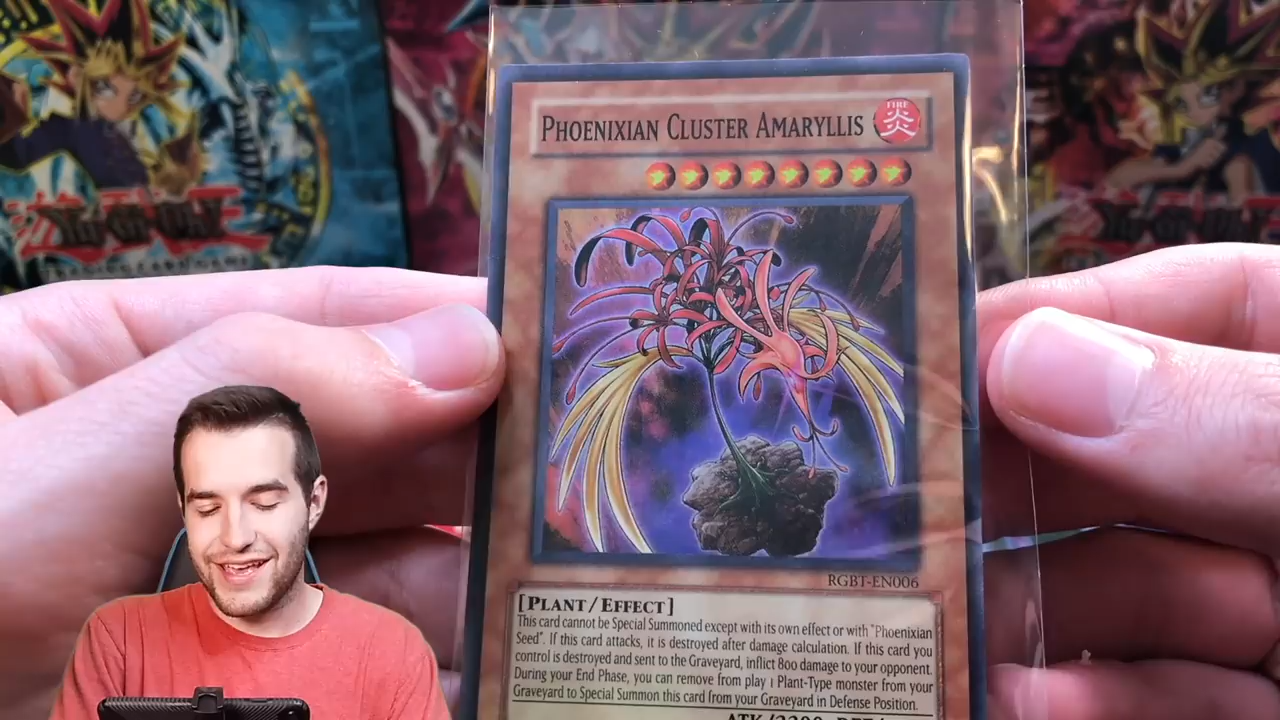 PHOENIXIAN CLUSTER AMARYLLIS
FIRE
炎
RGBT-EN006
[PLANT/EFFECT]
This card cannot be Special Summoned except with its own effect or with "Phoenixian
Seed". If this card attacks, it is destroyed after damage calculation. If this card you
control is destroyed and sent to the Graveyard, inflict 800 damage to your opponent.
During your End Phase, you can remove from play 1 Plant-Type monster from your
Graveyard to Special Summon this card from your Graveyard in Defense Position.
ATK/2200